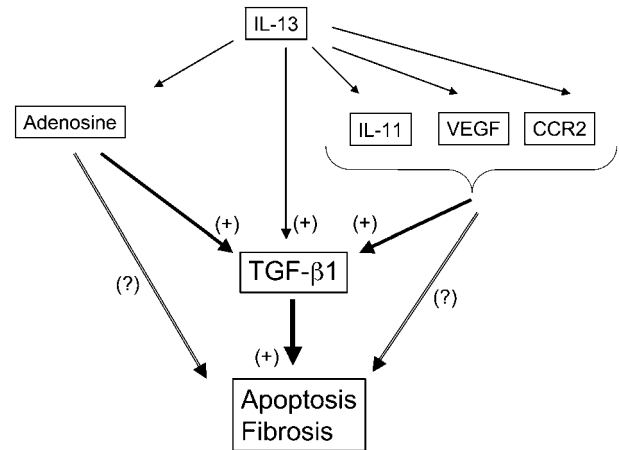 IL-13
Adenosine
IL-11
VEGF
CCR2
(+)
(+)
(+)
TGF-β1
(?)
(?)
(+)
Apoptosis
Fibrosis